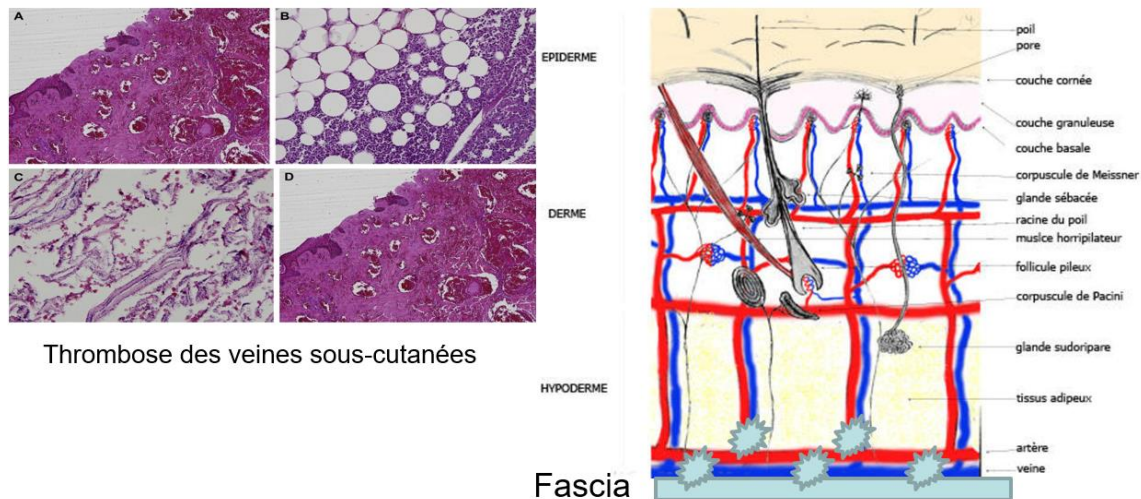 A
B
C
D
Thrombose des veines sous-cutanées
EPIDERME
DERME
HYPODERME
Fascia
poil
pore
couche cornée
couche granuleuse
couche basale
corpuscule de Meissner
glande sébacée
racine du poil
muslce horripilateur
follicule pileux
corpuscule de Pacini
glande sudoripare
tissus adipeux
artère
veine